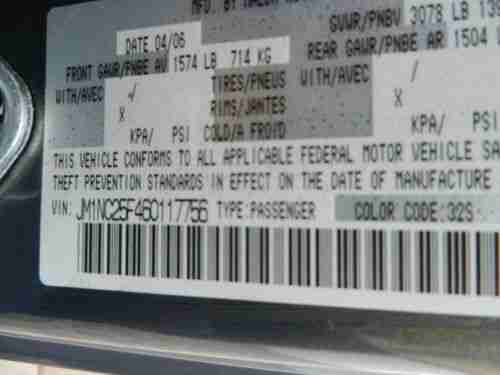 MFG. BY
GVWR/PNBV 3078 LB
DATE 04/06
FRONT GAWR/PNBE AV 1574 LB 714 KG
REAR GAWR/PNBE AR 1504
WITH/AVEC / TIRES/PNEUS WITH/AVEC /
X RIMS/JANTES X
KPA/ PSI COLD/A FROID KPA/ PSI
THIS VEHICLE CONFORMS TO ALL APPLICABLE FEDERAL MOTOR VEHICLE SA
THEFT PREVENTION STANDARDS IN EFFECT ON THE DATE OF MANUFACTURE
VIN: JM1NC25F460117756 TYPE:PASSENGER COLOR CODE:32S